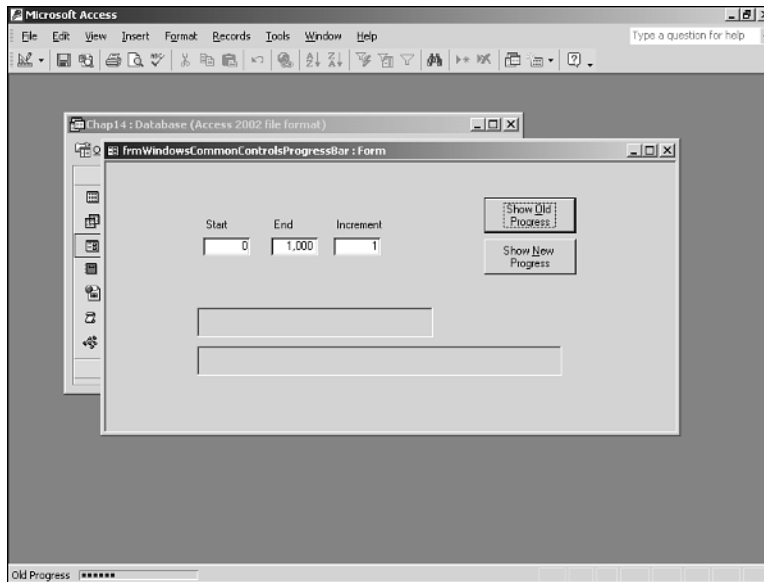 Microsoft Access
File Edit View Insert Format Records Tools Window Help
Type a question for help
Chap14 : Database (Access 2002 file format)
frmWindowsCommonControlsProgressBar : Form
Start End Increment
0 1,000 1
Show Old
Progress
Show New
Progress
Old Progress